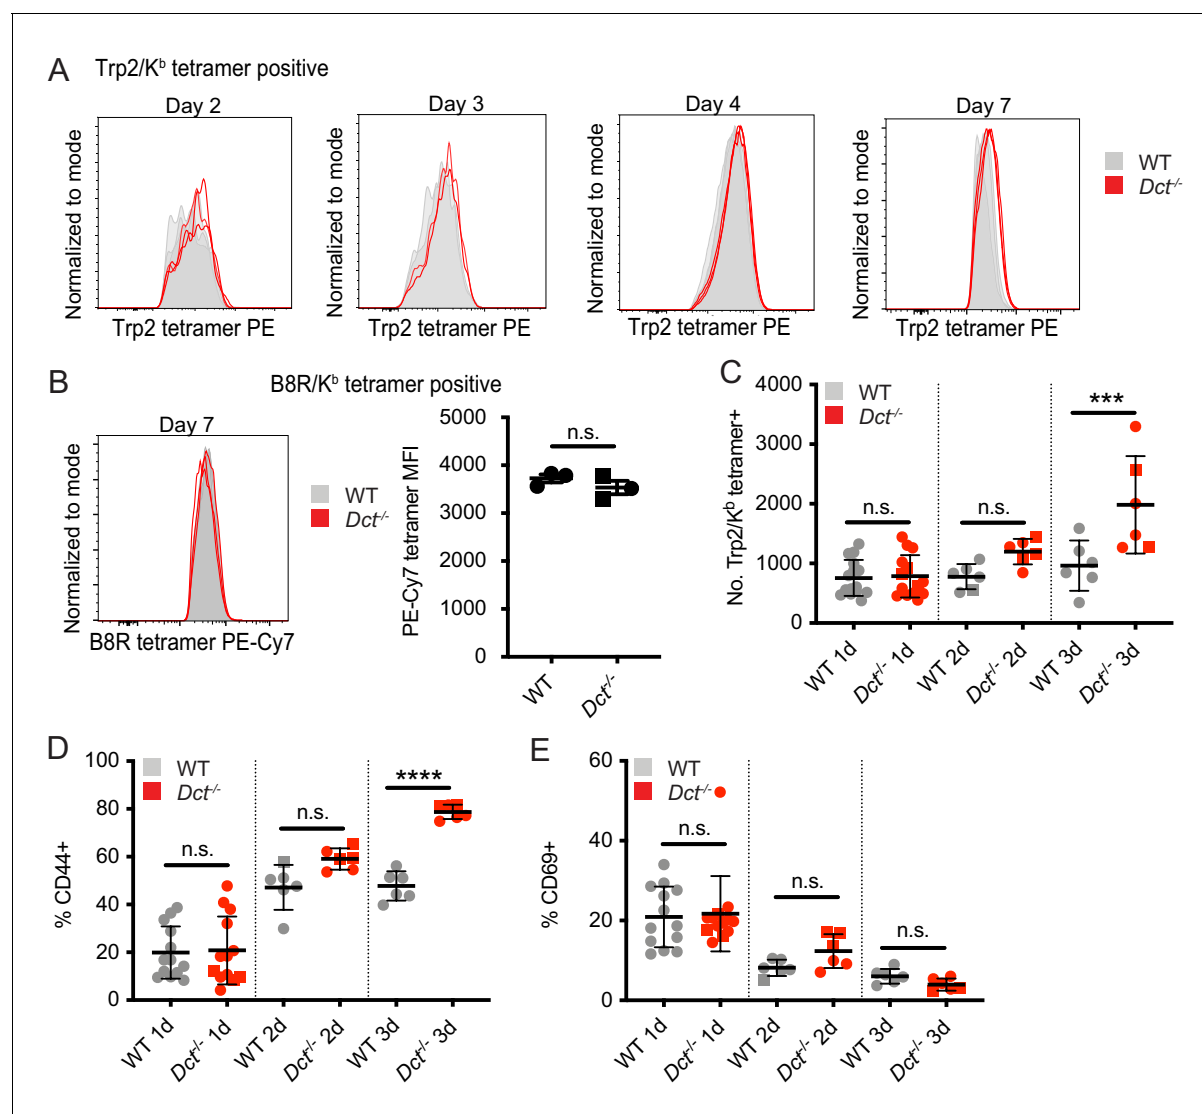 A Trp2/Kᵇ tetramer positive
Day 2
Normalized to mode
Trp2 tetramer PE
Day 3
Normalized to mode
Trp2 tetramer PE
Day 4
Normalized to mode
Trp2 tetramer PE
Day 7
Normalized to mode
Trp2 tetramer PE
WT
Dct⁻/⁻
B B8R/Kᵇ tetramer positive
Day 7
Normalized to mode
B8R tetramer PE-Cy7
WT
Dct⁻/⁻
PE-Cy7 tetramer MFI
5000
4000
3000
2000
1000
0
n.s.
WT
Dct⁻/⁻
C
No. Trp2/Kᵇ tetramer+
4000
3000
2000
1000
0
WT
Dct⁻/⁻
n.s.
n.s.
***
WT 1d
Dct⁻/⁻ 1d
WT 2d
Dct⁻/⁻ 2d
WT 3d
Dct⁻/⁻ 3d
D
% CD44+
100
80
60
40
20
0
WT
Dct⁻/⁻
n.s.
n.s.
****
WT 1d
Dct⁻/⁻ 1d
WT 2d
Dct⁻/⁻ 2d
WT 3d
Dct⁻/⁻ 3d
E
% CD69+
60
40
20
0
WT
Dct⁻/⁻
n.s.
n.s.
n.s.
WT 1d
Dct⁻/⁻ 1d
WT 2d
Dct⁻/⁻ 2d
WT 3d
Dct⁻/⁻ 3d